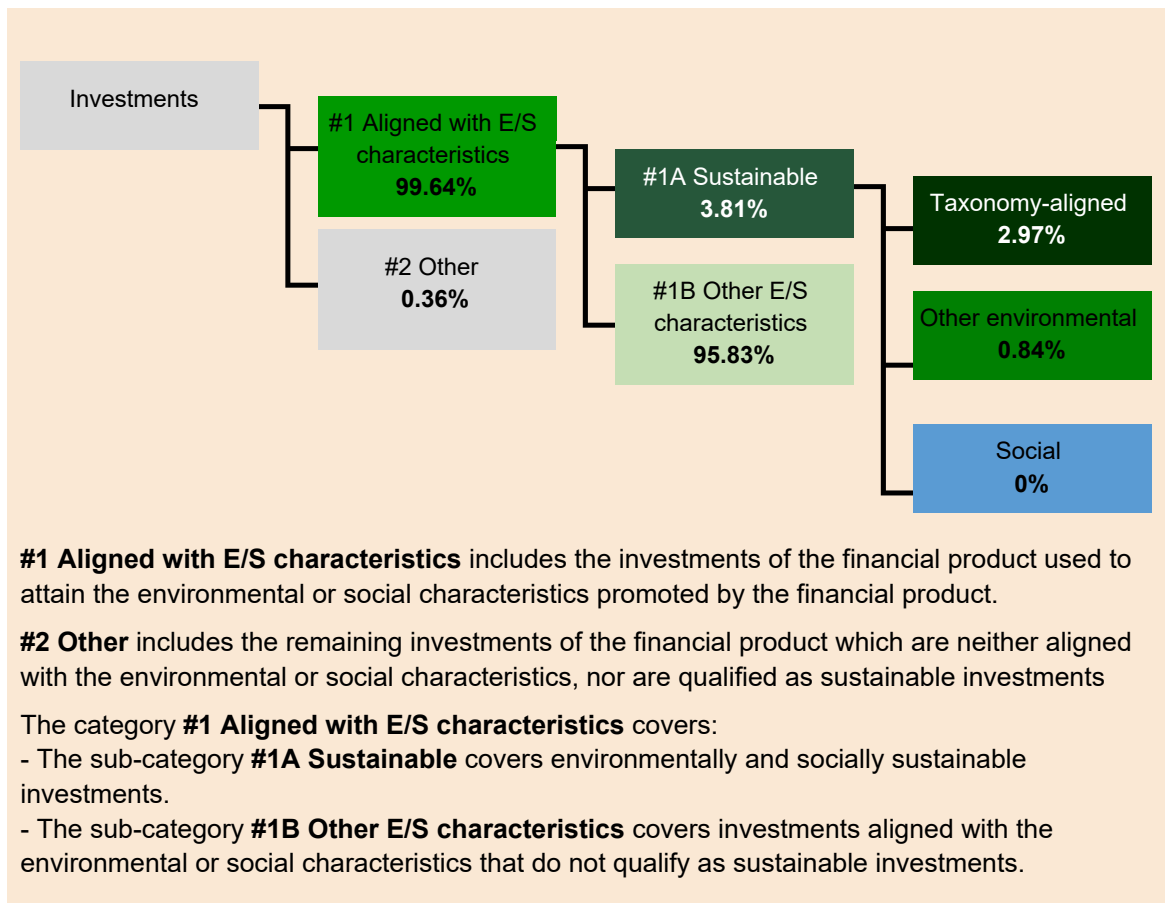 Investments
#1 Aligned with E/S
characteristics
99.64%
#2 Other
0.36%
#1A Sustainable
3.81%
#1B Other E/S
characteristics
95.83%
Taxonomy-aligned
2.97%
Other environmental
0.84%
Social
0%
#1 Aligned with E/S characteristics includes the investments of the financial product used to
attain the environmental or social characteristics promoted by the financial product.
#2 Other includes the remaining investments of the financial product which are neither aligned
with the environmental or social characteristics, nor are qualified as sustainable investments
The category #1 Aligned with E/S characteristics covers:
- The sub-category #1A Sustainable covers environmentally and socially sustainable
investments.
- The sub-category #1B Other E/S characteristics covers investments aligned with the
environmental or social characteristics that do not qualify as sustainable investments.